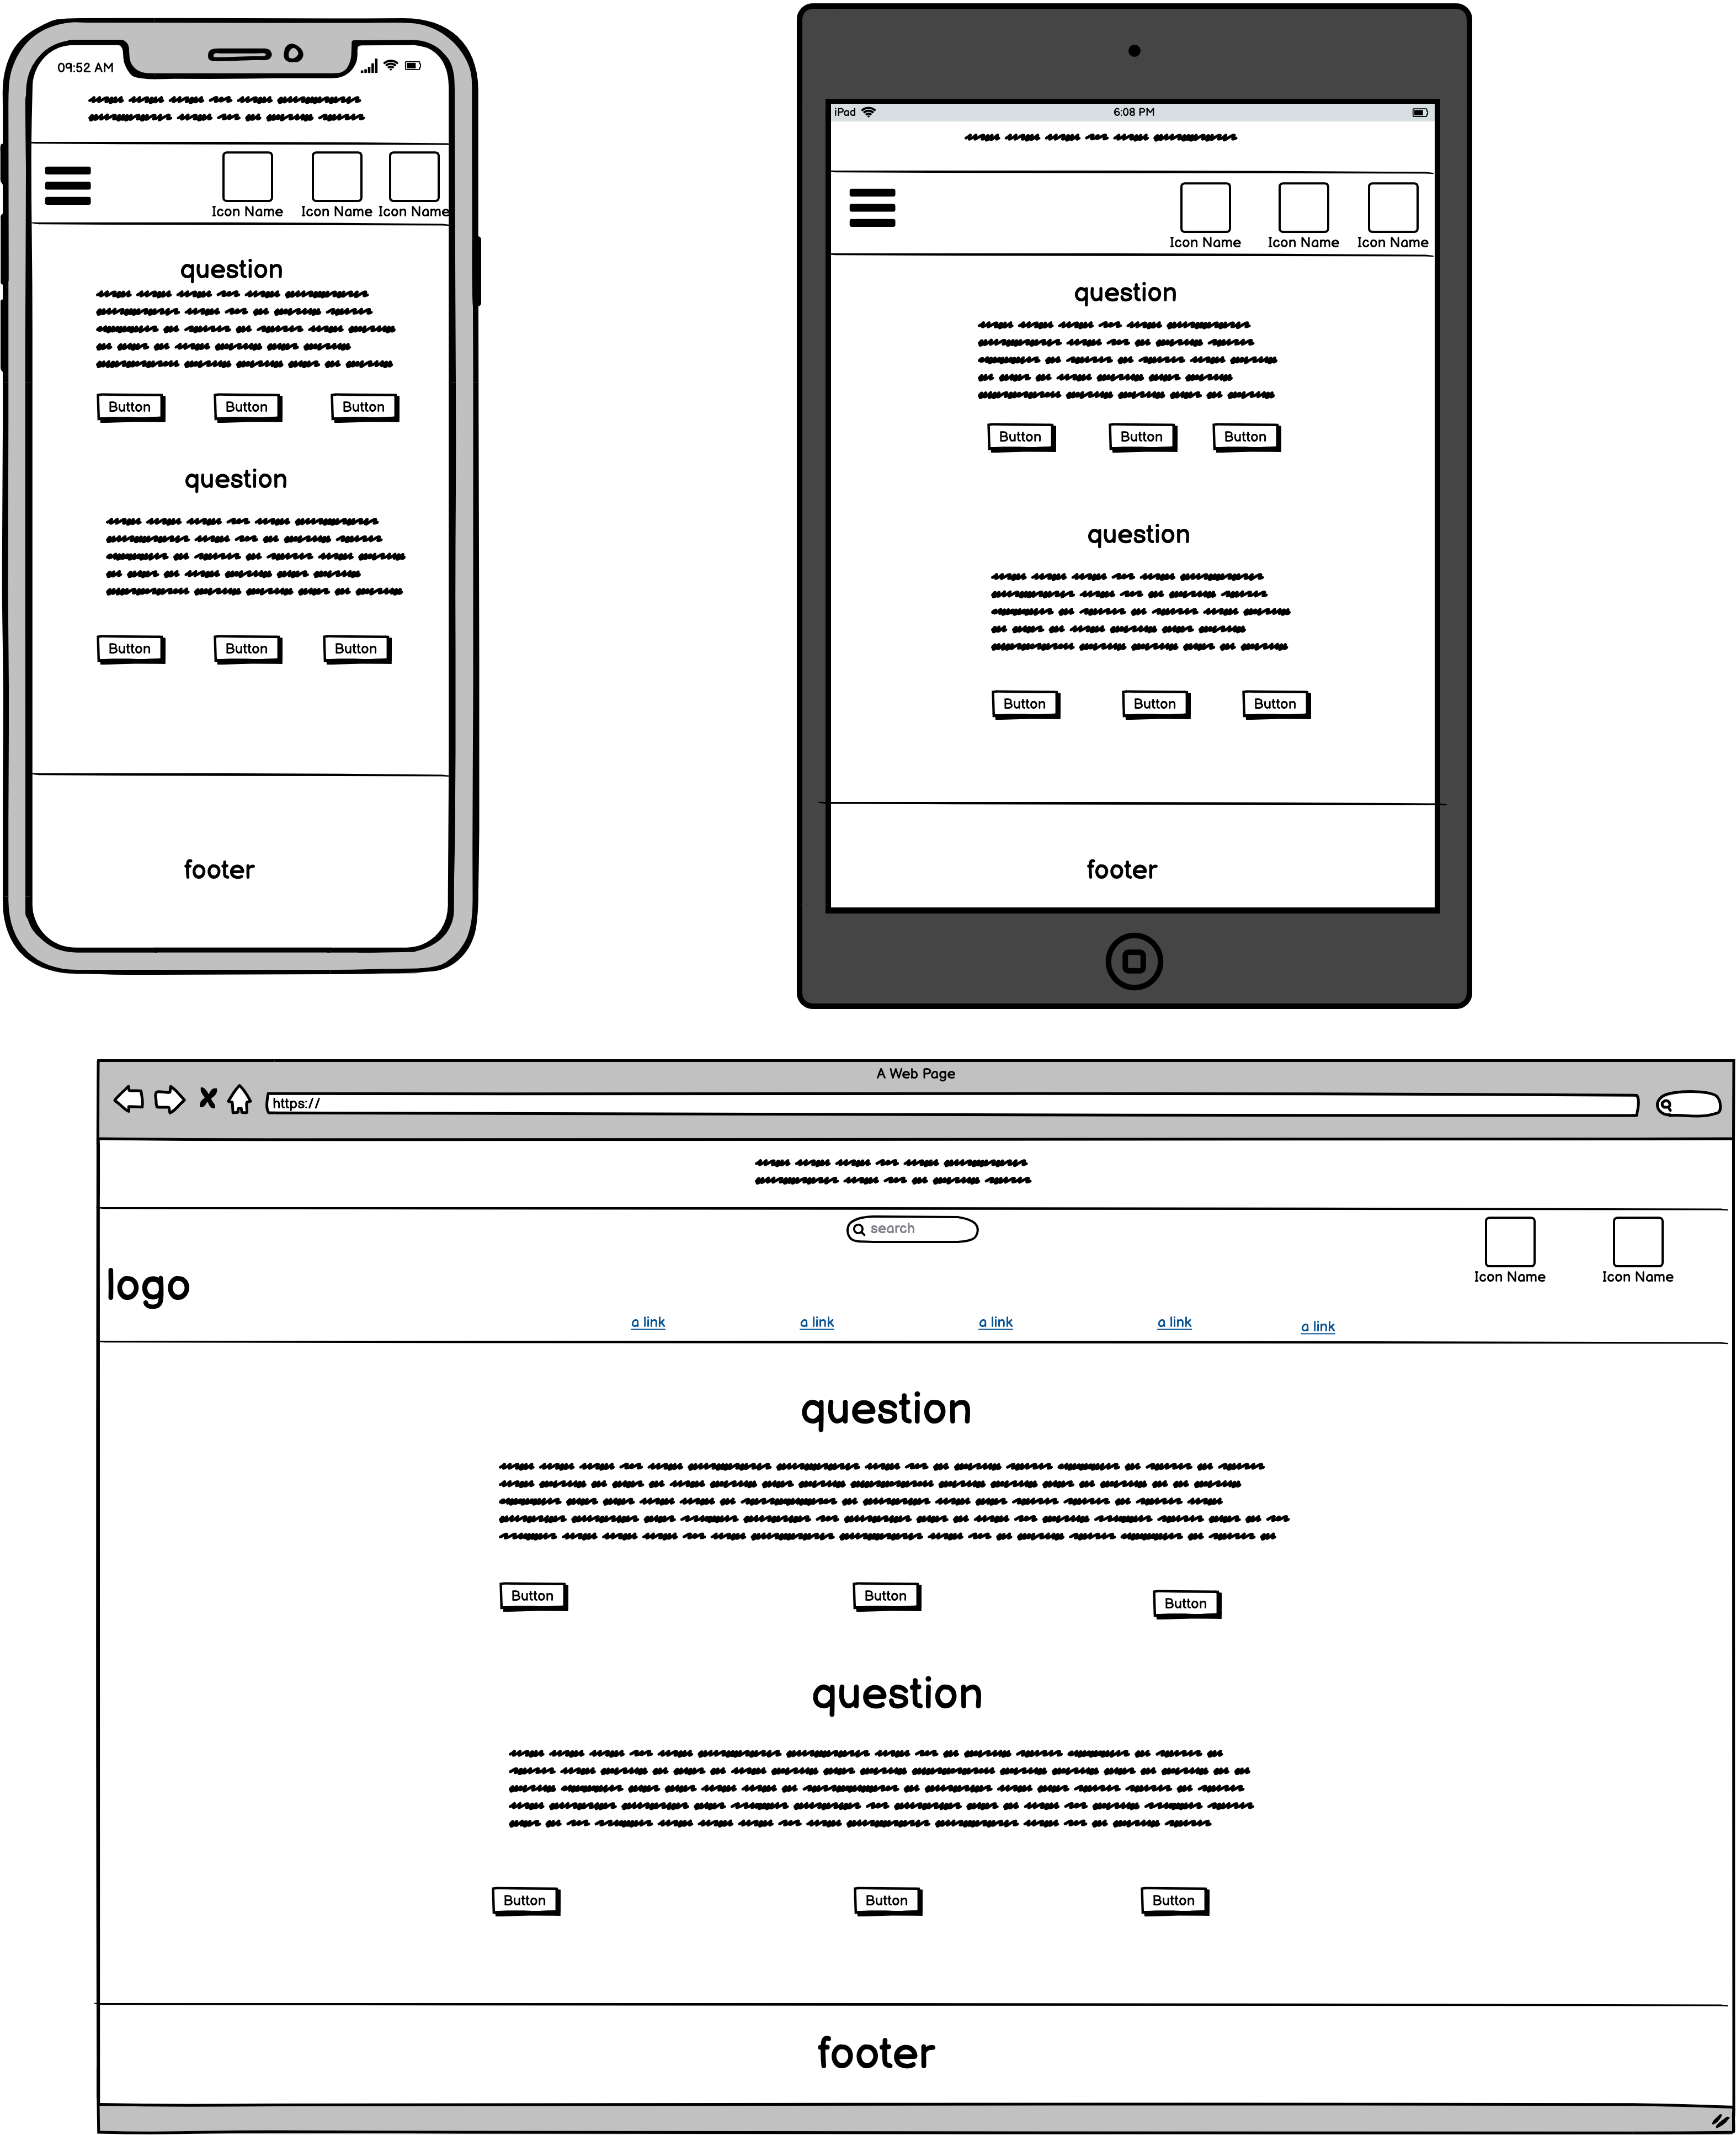 09:52 AM
Icon Name Icon Name Icon Name
question
Button Button Button
question
Button Button Button
footer
iPad 6:08 PM
Icon Name Icon Name Icon Name
question
Button Button Button
question
Button Button Button
footer
A Web Page
https://
search
Icon Name Icon Name
logo
a link a link a link a link a link
question
Button Button Button
question
Button Button Button
footer